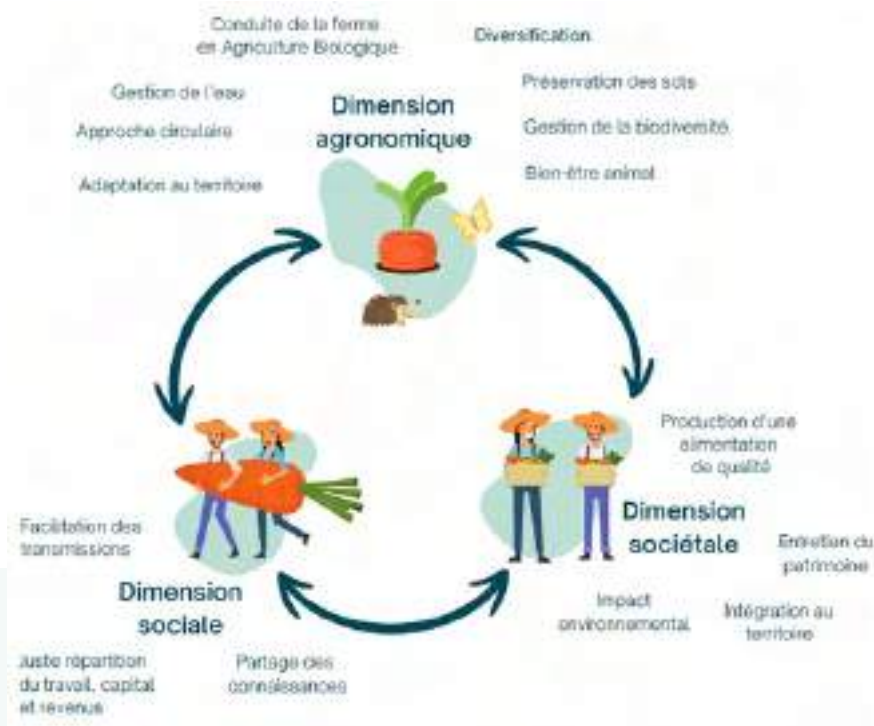 Conduite de la ferme
en Agriculture Biologique
Diversification
Gestion de l'eau
Approche circulaire
Adaptation au territoire
Dimension
agronomique
Préservation des sols
Gestion de la biodiversité
Bien-être animal
Production d'une
alimentation
de qualité
Dimension
sociétale
Entretien du
patrimoine
Impact
environnemental
Intégration au
territoire
Facilitation des
transmissions
Dimension
sociale
Juste répartition
du travail, capital
et revenus
Partage des
connaissances